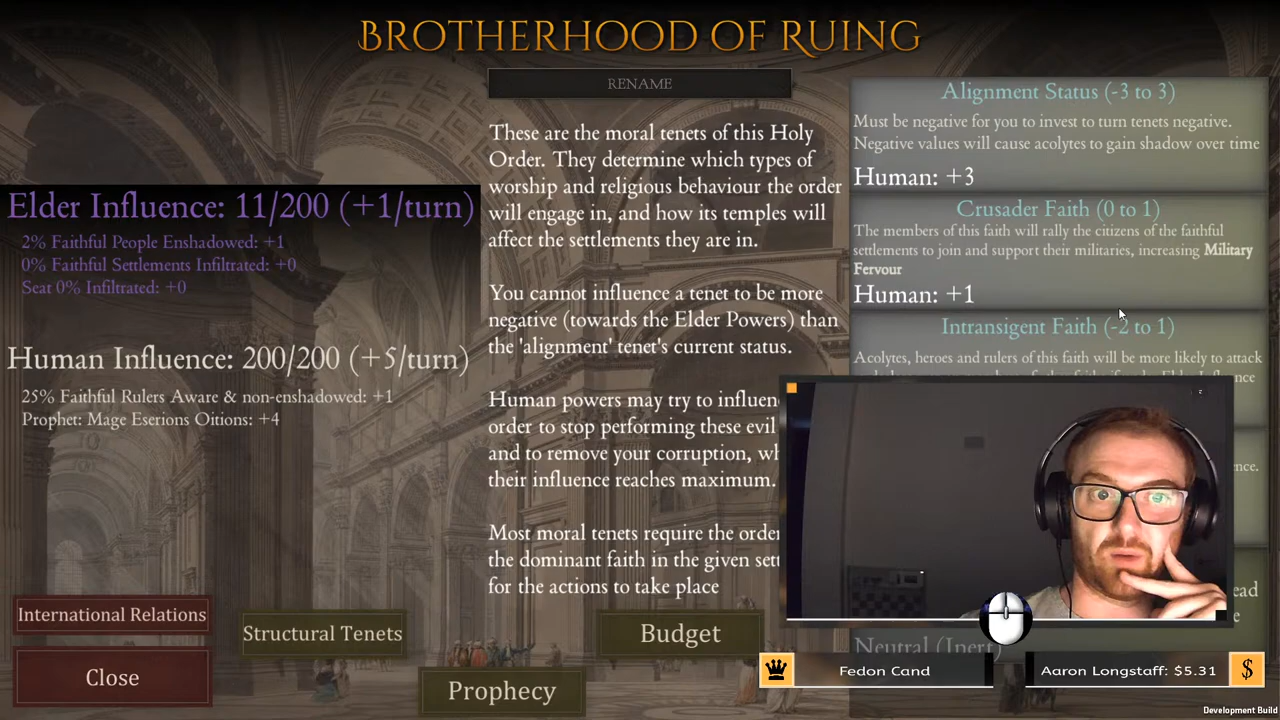 BROTHERHOOD OF RUING
RENAME
Elder Influence: 11/200 (+1/turn)
2% Faithful People Enshadowed: +1
0% Faithful Settlements Infiltrated: +0
Seat 0% Infiltrated: +0
Human Influence: 200/200 (+5/turn)
25% Faithful Rulers Aware & non-enshadowed: +1
Prophet: Mage Eserions Oitions: +4
These are the moral tenets of this Holy
Order. They determine which types of
worship and religious behaviour the order
will engage in, and how its temples will
affect the settlements they are in.
You cannot influence a tenet to be more
negative (towards the Elder Powers) than
the 'alignment' tenet's current status.
Human powers may try to influen
order to stop performing these evil
and to remove your corruption, wh
their influence reaches maximum.
Most moral tenets require the order
the dominant faith in the given sett
for the actions to take place
Alignment Status (-3 to 3)
Must be negative for you to invest to turn tenets negative.
Negative values will cause acolytes to gain shadow over time
Human: +3
Crusader Faith (0 to 1)
The members of this faith will rally the citizens of the faithful
settlements to join and support their militaries, increasing Military
Fervour
Human: +1
Intransigent Faith (-2 to 1)
Acolytes, heroes and rulers of this faith will be more likely to attack
Neutral (Inert)
International Relations
Structural Tenets
Budget
Close
Prophecy
Fedon Cand
Aaron Longstaff: $5.31
$
Development Build